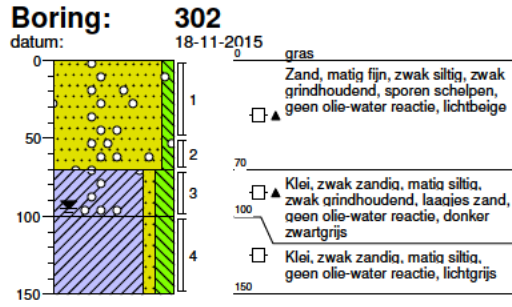 Boring: 302
datum: 18-11-2015
0
50
100
150
1
2
3
4
0
gras
Zand, matig fijn, zwak siltig, zwak
grindhoudend, sporen schelpen,
geen olie-water reactie, lichtbeige
70
Klei, zwak zandig, matig siltig,
zwak grindhoudend, laagjes zand,
geen olie-water reactie, donker
zwartgrijs
100
Klei, zwak zandig, matig siltig,
geen olie-water reactie, lichtgrijs
150